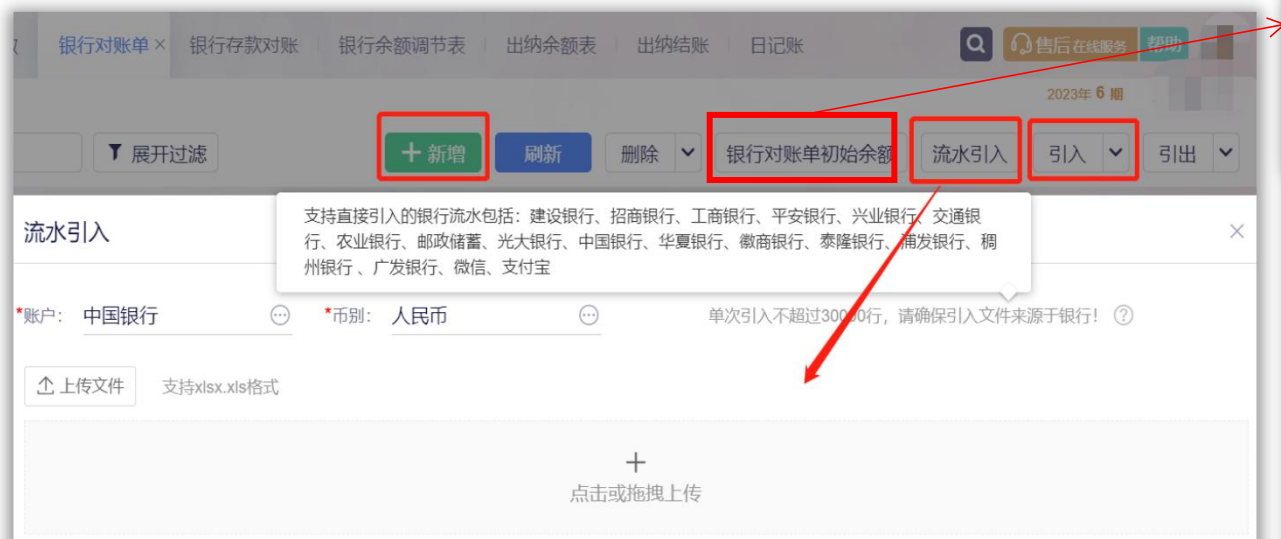 银行对账单× 银行存款对账 银行余额调节表 出纳余额表 出纳结账 日记账 售后在线服务 帮助
2023年 6 期
展开过滤 新增 刷新 删除 银行对账单初始余额 流水引入 引入 引出
支持直接引入的银行流水包括：建设银行、招商银行、工商银行、平安银行、兴业银行、交通银
行、农业银行、邮政储蓄、光大银行、中国银行、华夏银行、徽商银行、泰隆银行、浦发银行、稠
州银行 、广发银行、微信、支付宝
流水引入
*账户: 中国银行 *币别: 人民币 单次引入不超过30000行，请确保引入文件来源于银行！
上传文件 支持xlsx.xls格式
点击或拖拽上传